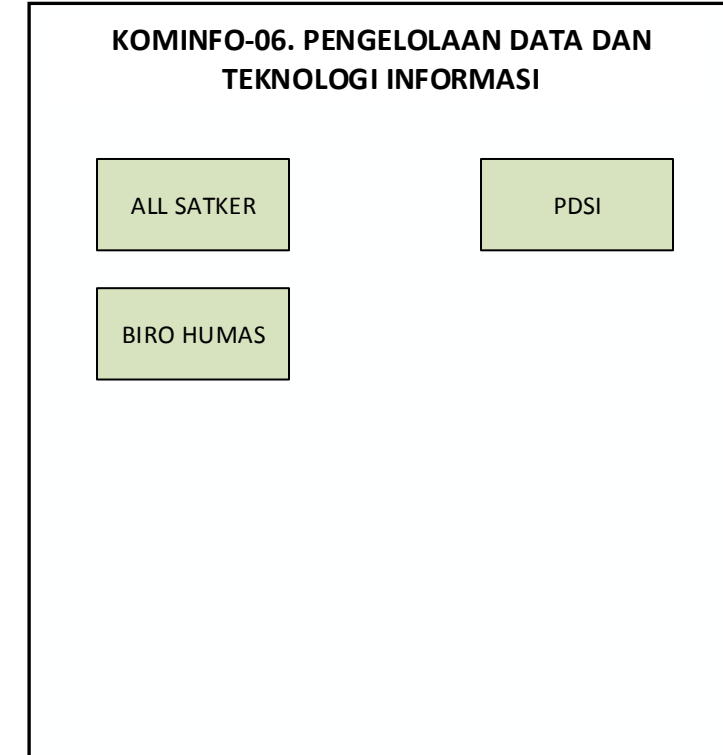 KOMINFO-06. PENGELOLAAN DATA DAN
TEKNOLOGI INFORMASI
ALL SATKER
PDSI
BIRO HUMAS